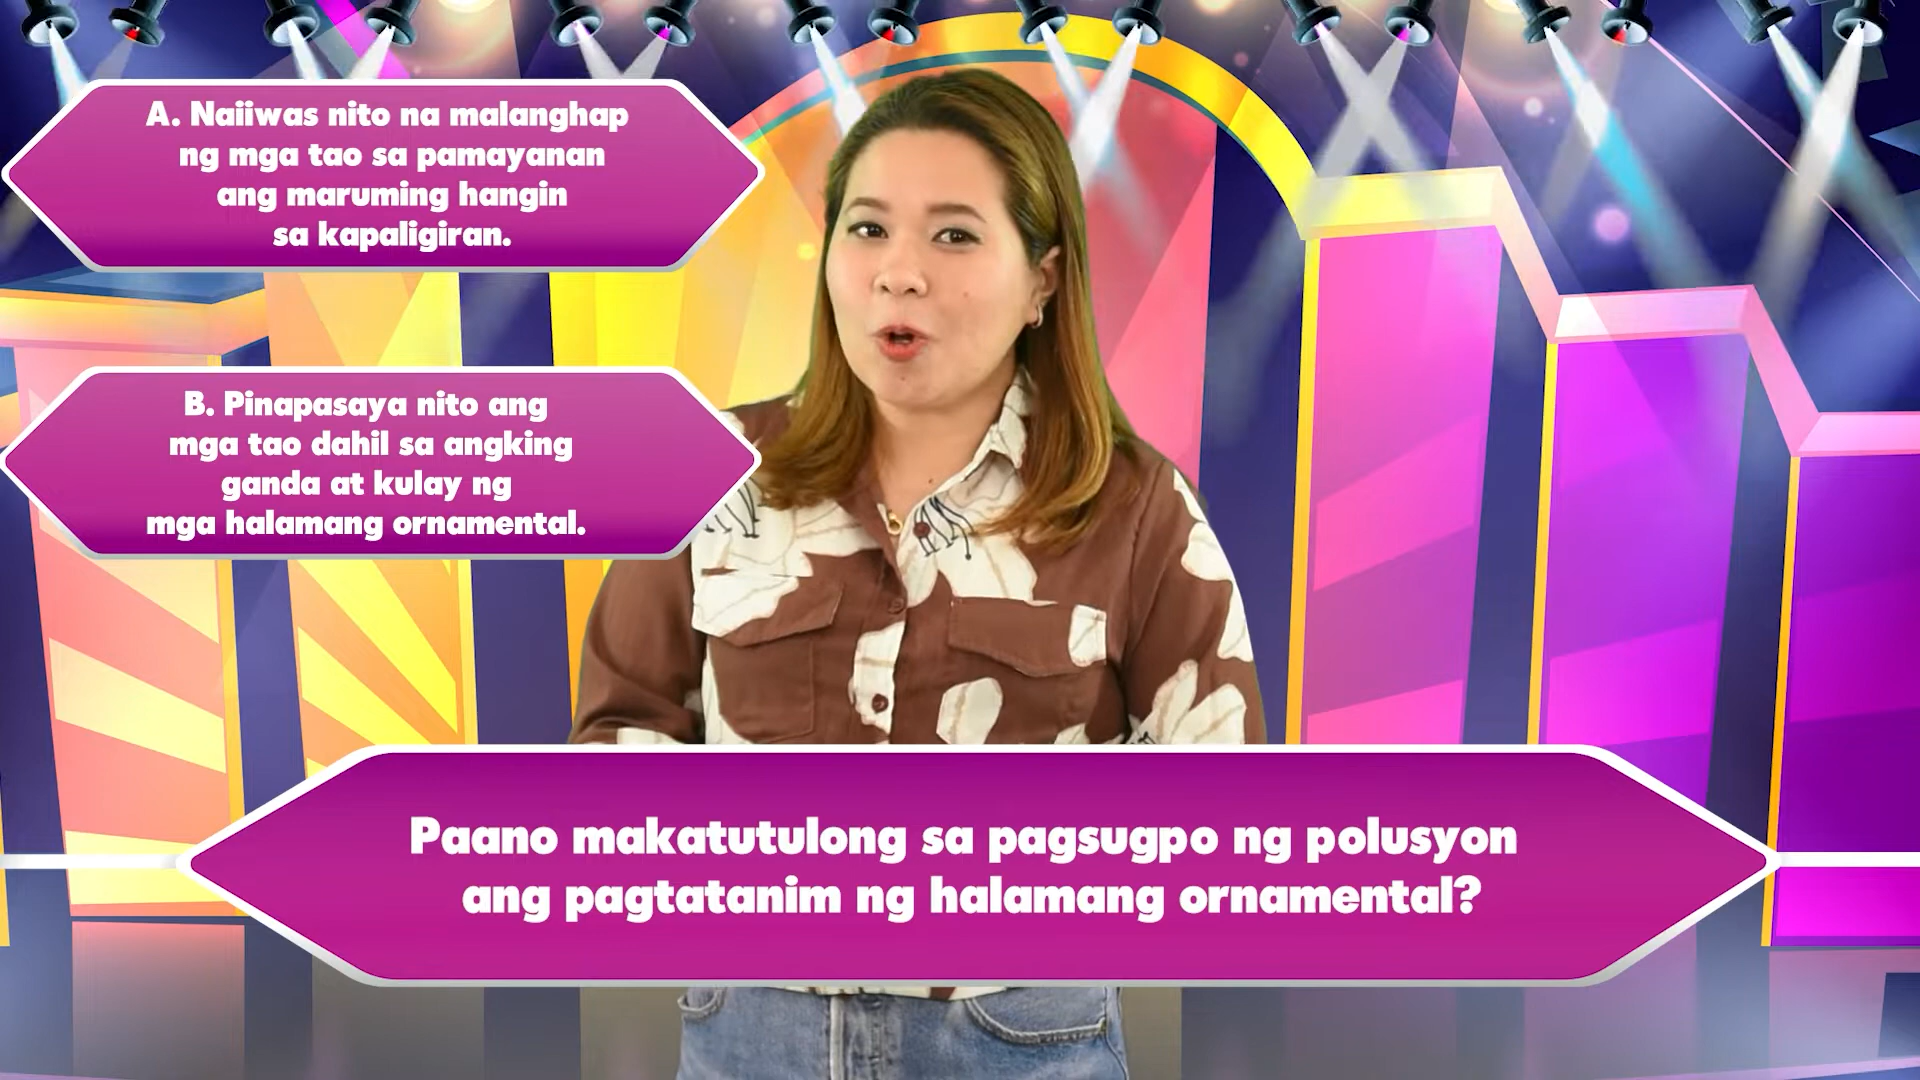 A. Naiiwas nito na malanghap
ng mga tao sa pamayanan
ang maruming hangin
sa kapaligiran.
B. Pinapasaya nito ang
mga tao dahil sa angking
ganda at kulay ng
mga halamang ornamental.
Paano makatutulong sa pagsugpo ng polusyon
ang pagtatanim ng halamang ornamental?